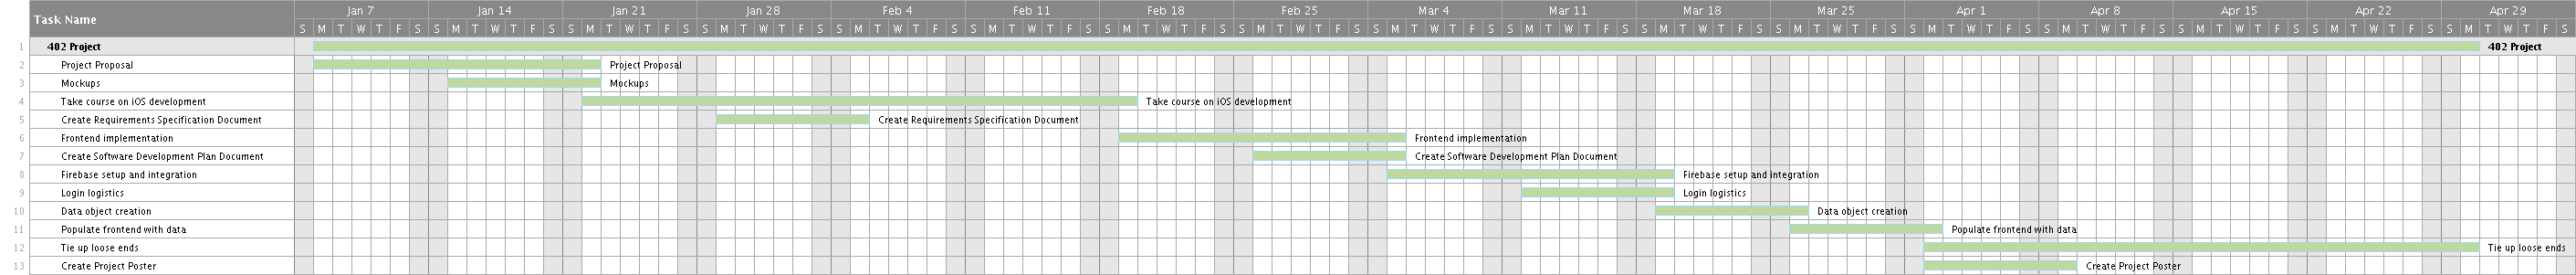 Task Name
Jan 7 Jan 14 Jan 21 Jan 28 Feb 4 Feb 11 Feb 18 Feb 25 Mar 4 Mar 11 Mar 18 Mar 25 Apr 1 Apr 8 Apr 15 Apr 22 Apr 29
S M T W T F S S M T W T F S S M T W T F S S M T W T F S S M T W T F S S M T W T F S S M T W T F S S M T W T F S S M T W T F S S M T W T F S S M T W T F S S M T W T F S S M T W T F S S M T W T F S S M T W T F S S M T W T F S S M T W T F S
1 402 Project 402 Project
2 Project Proposal Project Proposal
3 Mockups Mockups
4 Take course on iOS development Take course on iOS development
5 Create Requirements Specification Document Create Requirements Specification Document
6 Frontend implementation Frontend implementation
7 Create Software Development Plan Document Create Software Development Plan Document
8 Firebase setup and integration Firebase setup and integration
9 Login logistics Login logistics
10 Data object creation Data object creation
11 Populate frontend with data Populate frontend with data
12 Tie up loose ends Tie up loose ends
13 Create Project Poster Create Project Poster